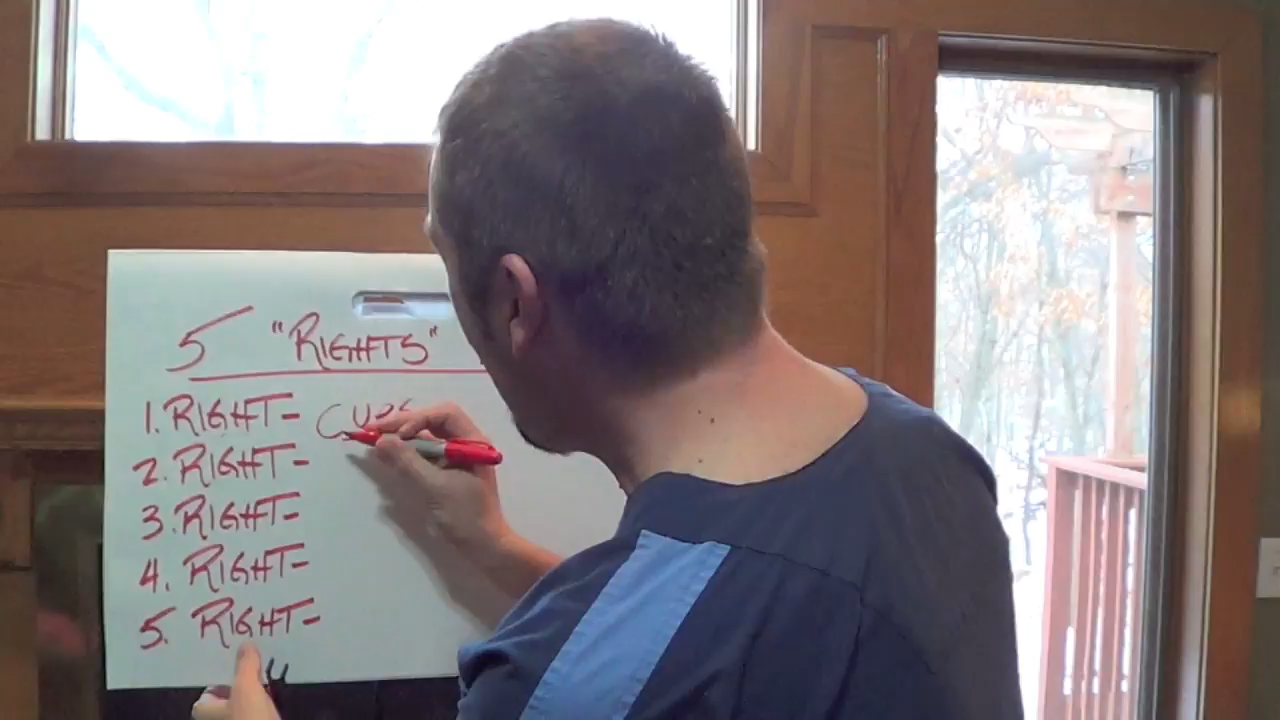 5 "RIGHTS"
1. RIGHT-
2. RIGHT-
3. RIGHT-
4. RIGHT-
5. RIGHT-